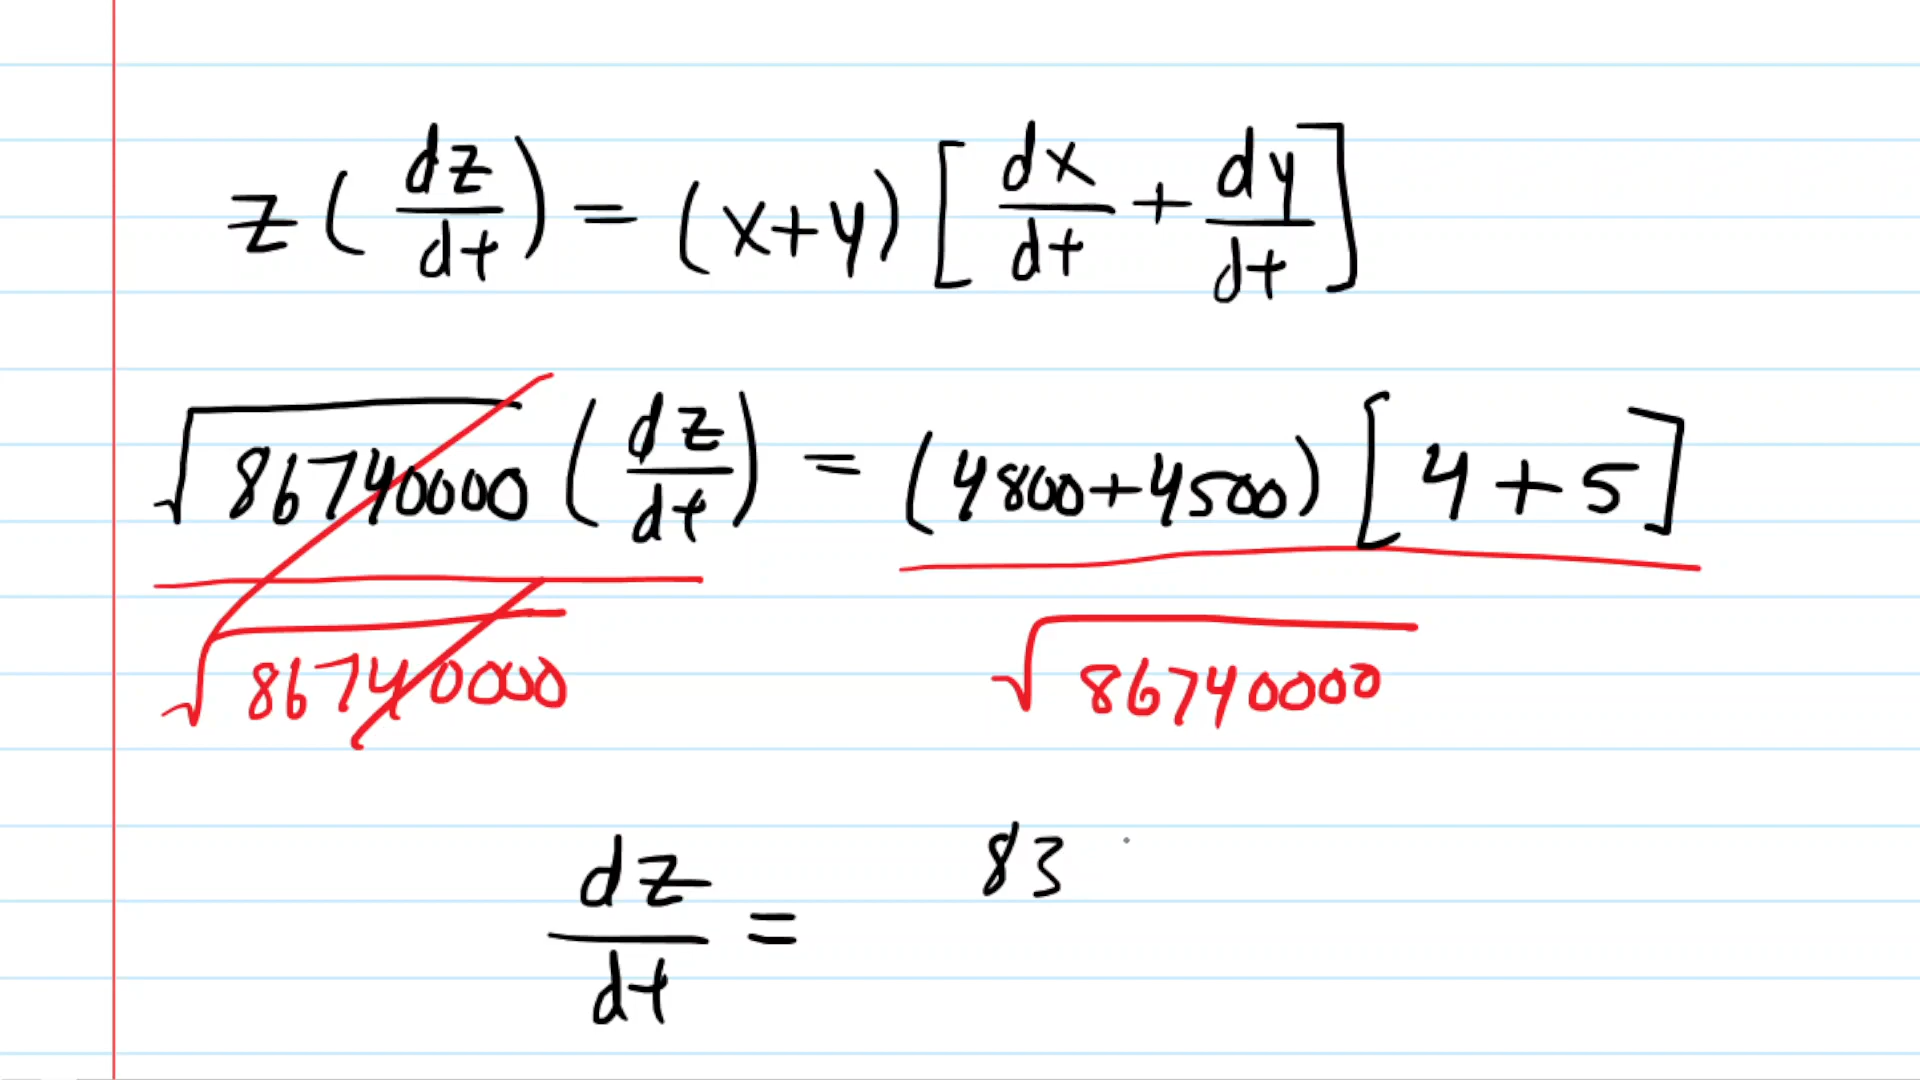 z (dz/dt) = (x+y) [dx/dt + dy/dt]
√86740000 (dz/dt) = (4800+4500) [4+5]
√86740000 √86740000
dz/dt = 83